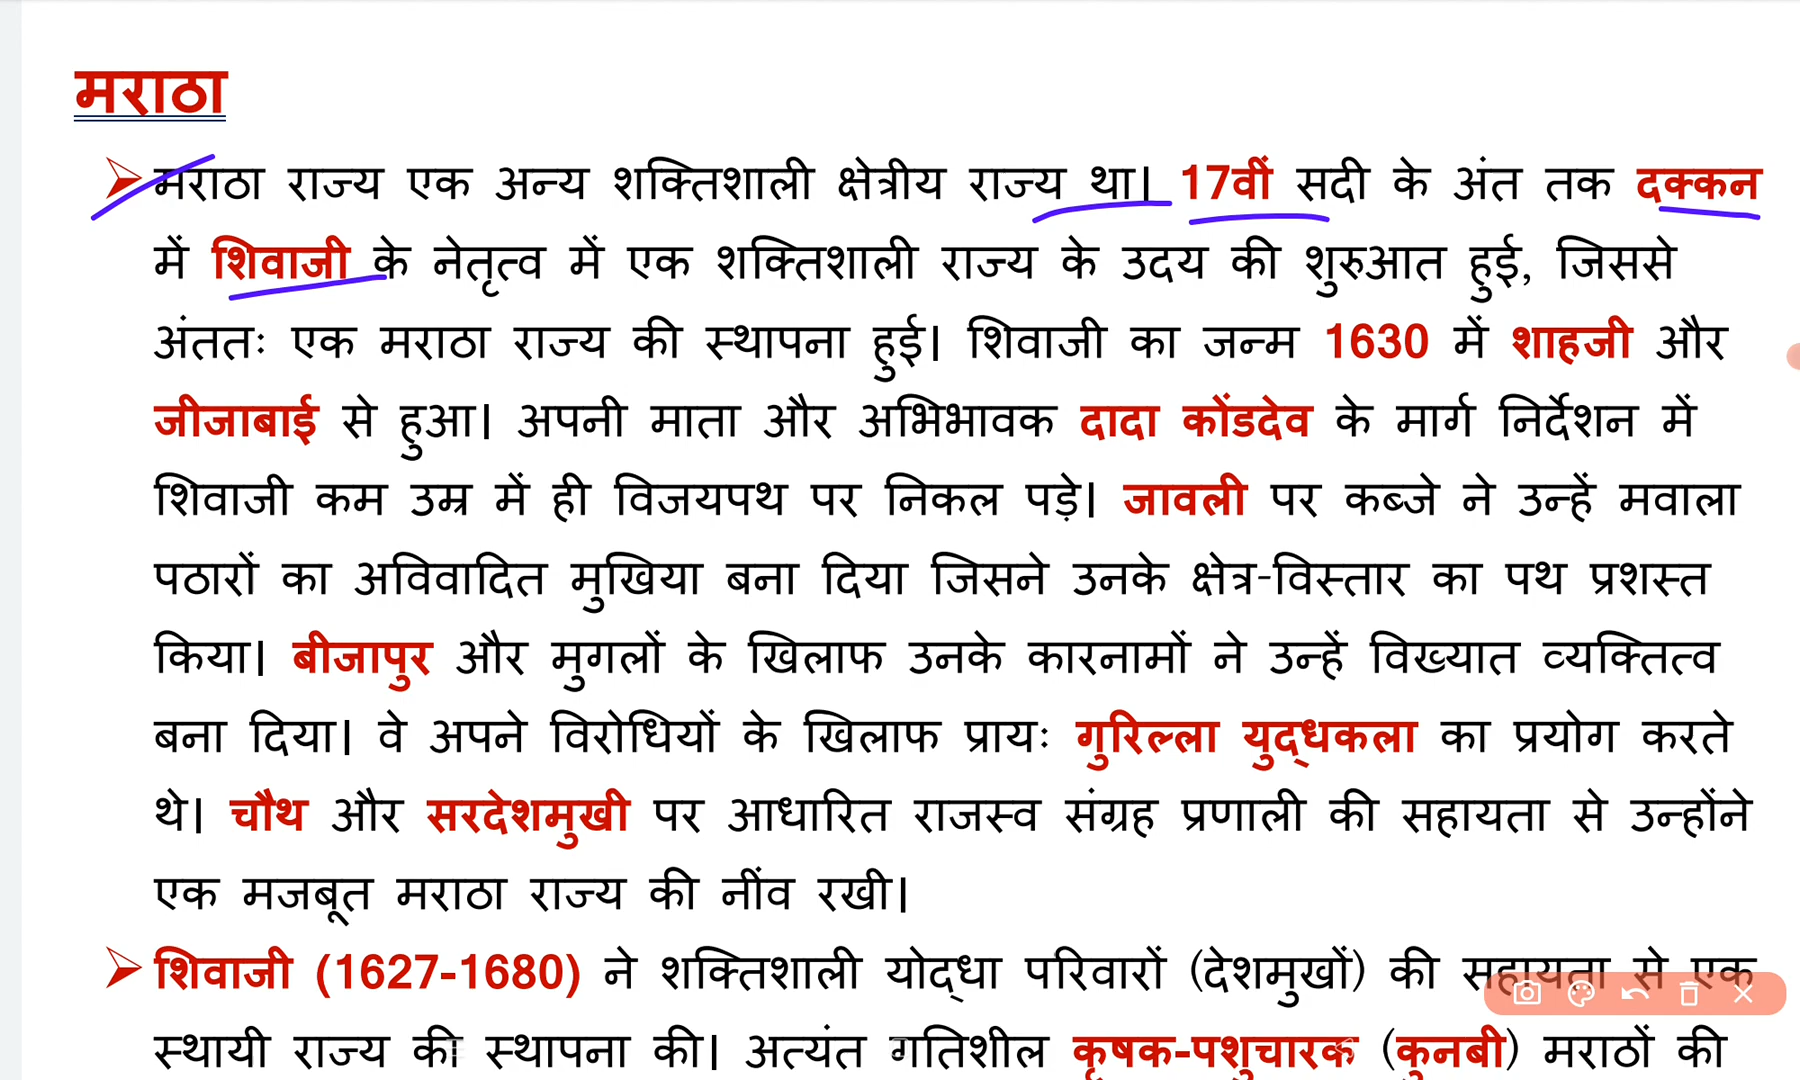 मराठा
मराठा राज्य एक अन्य शक्तिशाली क्षेत्रीय राज्य था। 17वीं सदी के अंत तक दक्कन
में शिवाजी के नेतृत्व में एक शक्तिशाली राज्य के उदय की शुरुआत हुई, जिससे
अंततः एक मराठा राज्य की स्थापना हुई। शिवाजी का जन्म 1630 में शाहजी और
जीजाबाई से हुआ। अपनी माता और अभिभावक दादा कोंडदेव के मार्ग निर्देशन में
शिवाजी कम उम्र में ही विजयपथ पर निकल पड़े। जावली पर कब्जे ने उन्हें मवाला
पठारों का अविवादित मुखिया बना दिया जिसने उनके क्षेत्र-विस्तार का पथ प्रशस्त
किया। बीजापुर और मुगलों के खिलाफ उनके कारनामों ने उन्हें विख्यात व्यक्तित्व
बना दिया। वे अपने विरोधियों के खिलाफ प्रायः गुरिल्ला युद्धकला का प्रयोग करते
थे। चौथ और सरदेशमुखी पर आधारित राजस्व संग्रह प्रणाली की सहायता से उन्होंने
एक मजबूत मराठा राज्य की नींव रखी।
शिवाजी (1627-1680) ने शक्तिशाली योद्धा परिवारों (देशमुखों) की सहायता से एक
स्थायी राज्य की स्थापना की। अत्यंत गतिशील कृषक-पशुचारक (कुनबी) मराठों की